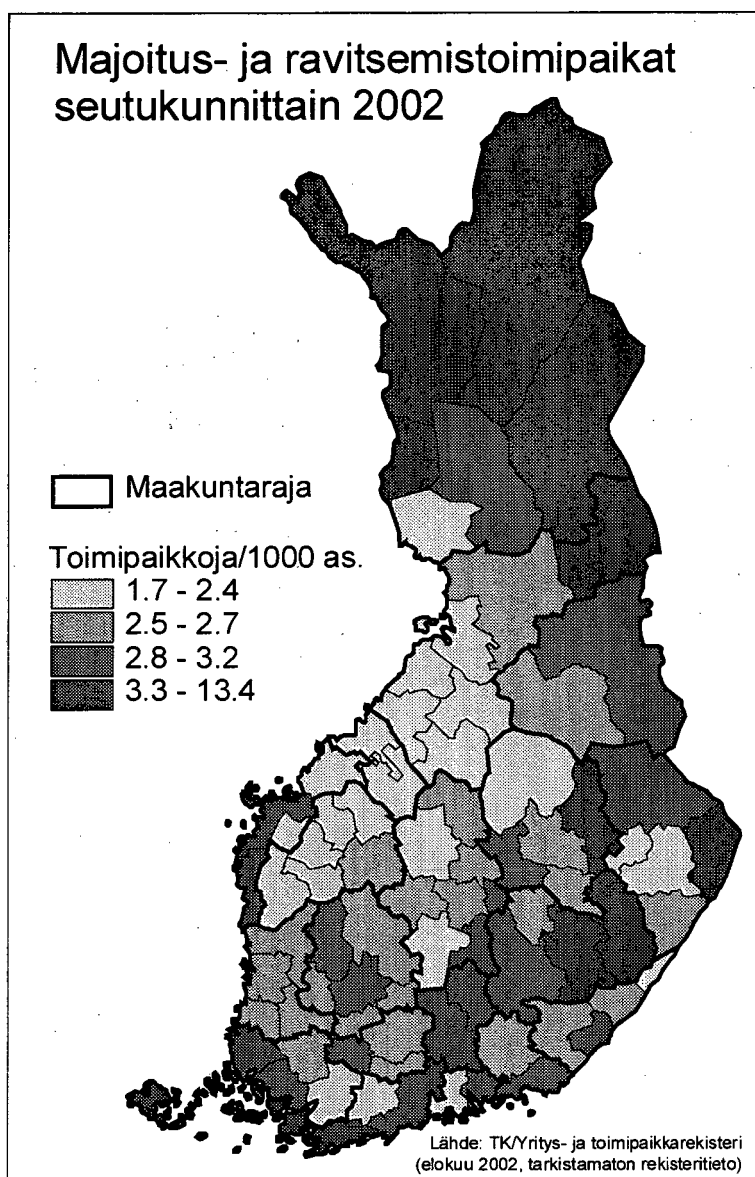 Majoitus- ja ravitsemistoimipaikat
seutukunnittain 2002
Maakuntaraja
Toimipaikkoja/1000 as.
1.7 - 2.4
2.5 - 2.7
2.8 - 3.2
3.3 - 13.4
Lähde: TK/Yritys- ja toimipaikkarekisteri
(elokuu 2002, tarkistamaton rekisteritieto)